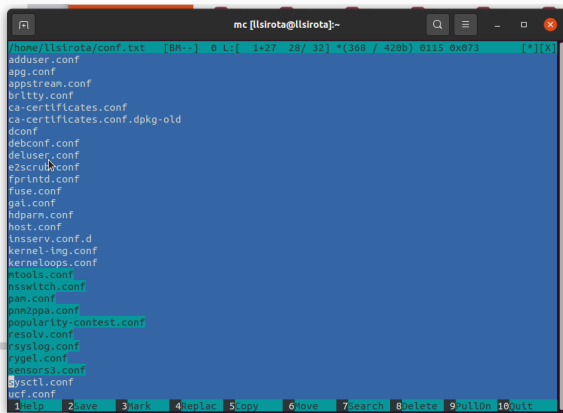 mc [llsirota@llsirota]:~
/home/llsirota/conf.txt [BM--] 0 L:[ 1+27 28/ 32] *(368 / 420b) 0115 0x073 [*][X]
adduser.conf
apg.conf
appstream.conf
brltty.conf
ca-certificates.conf
ca-certificates.conf.dpkg-old
dconf
debconf.conf
deluser.conf
e2scrub.conf
fprintd.conf
fuse.conf
gai.conf
hdparm.conf
host.conf
insserv.conf.d
kernel-img.conf
kerneloops.conf
mtools.conf
nsswitch.conf
pam.conf
pnm2ppa.conf
popularity-contest.conf
resolv.conf
rsyslog.conf
rygel.conf
sensors3.conf
sysctl.conf
ucf.conf
1Help 2Save 3Mark 4Replac 5Copy 6Move 7Search 8Delete 9PullDn 10Quit